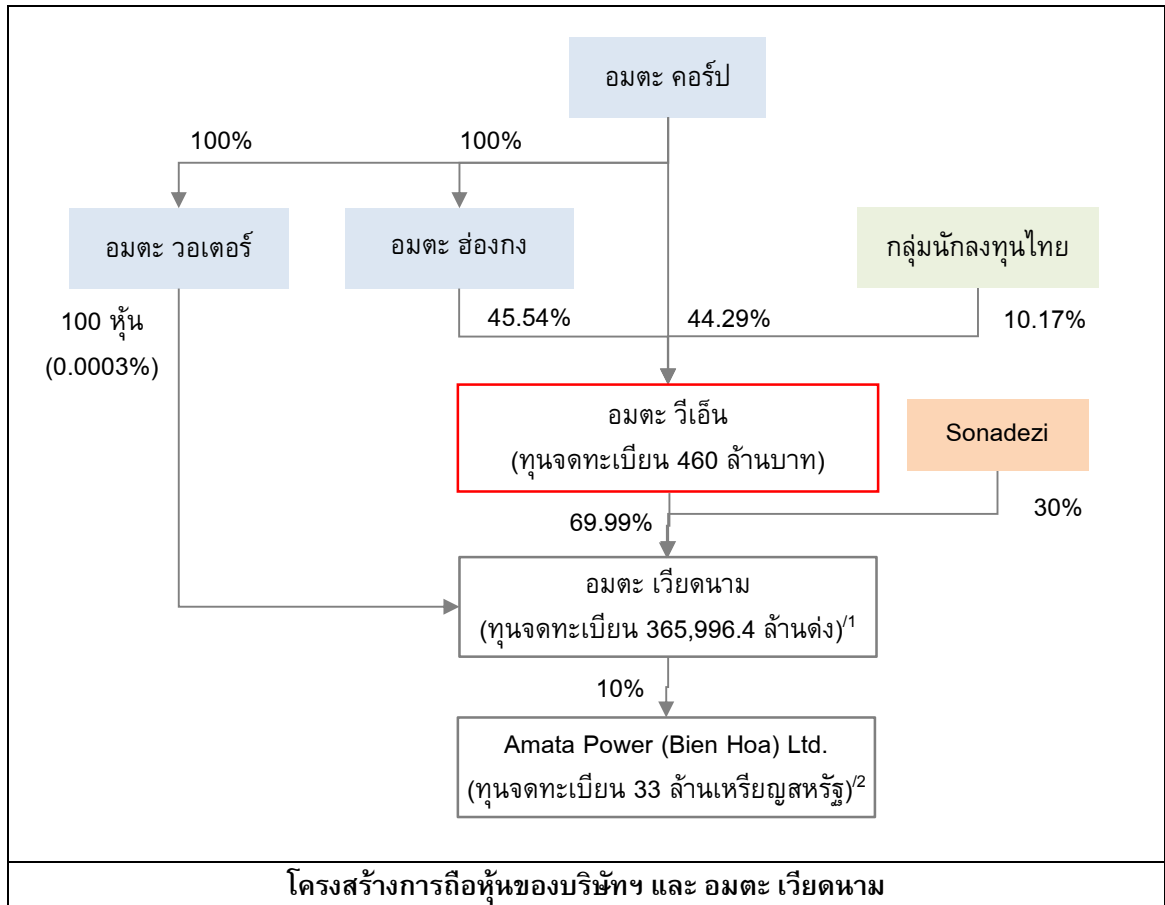 อมตะ คอร์ป
100%
100%
อมตะ วอเตอร์
อมตะ ฮ่องกง
กลุ่มนักลงทุนไทย
100 หุ้น
(0.0003%)
45.54%
44.29%
10.17%
อมตะ วีเอ็น
(ทุนจดทะเบียน 460 ล้านบาท)
Sonadezi
69.99%
30%
อมตะ เวียดนาม
(ทุนจดทะเบียน 365,996.4 ล้านด่ง)/1
10%
Amata Power (Bien Hoa) Ltd.
(ทุนจดทะเบียน 33 ล้านเหรียญสหรัฐ)/2
โครงสร้างการถือหุ้นของบริษัทฯ และ อมตะ เวียดนาม